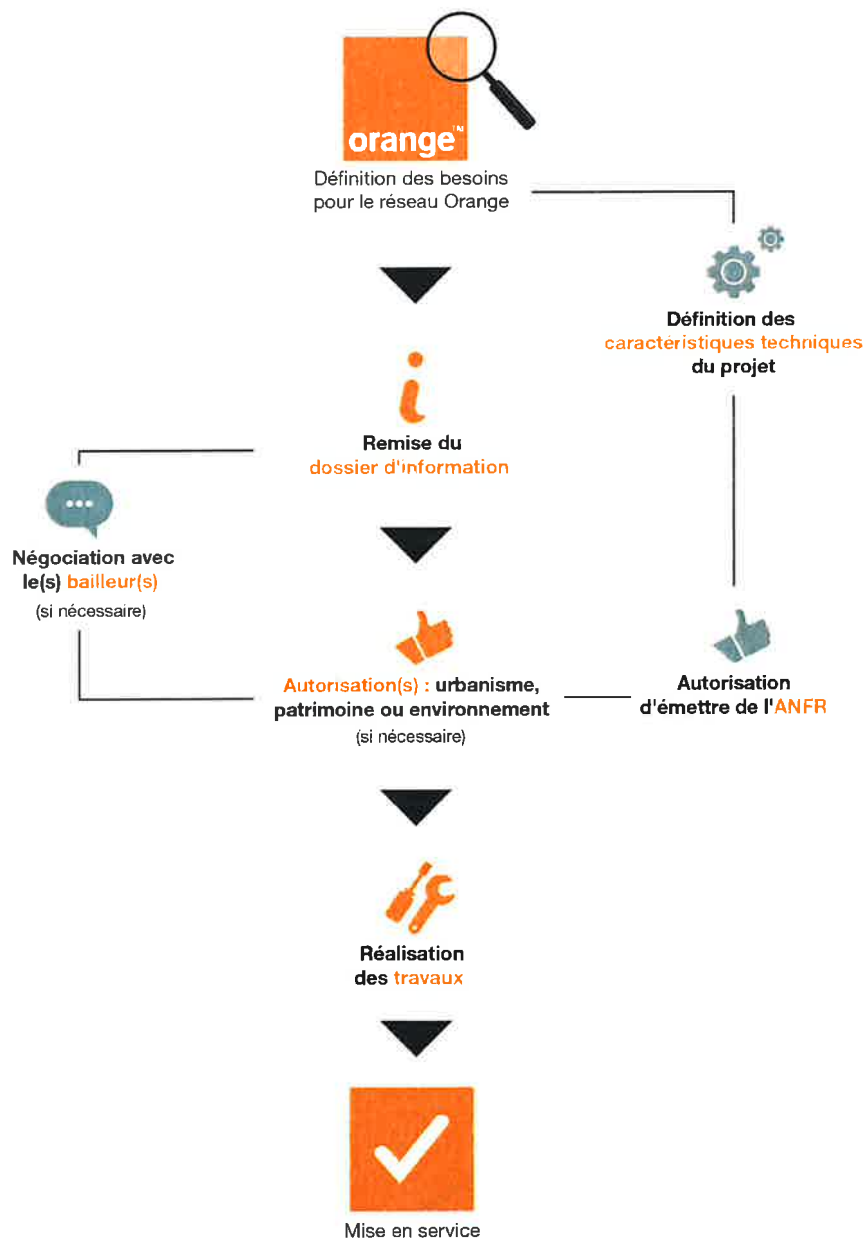 orange™
Définition des besoins
pour le réseau Orange
Définition des
caractéristiques techniques
du projet
Remise du
dossier d'information
Négociation avec
le(s) bailleur(s)
(si nécessaire)
Autorisation(s) : urbanisme,
patrimoine ou environnement
(si nécessaire)
Autorisation
d'émettre de l'ANFR
Réalisation
des travaux
Mise en service